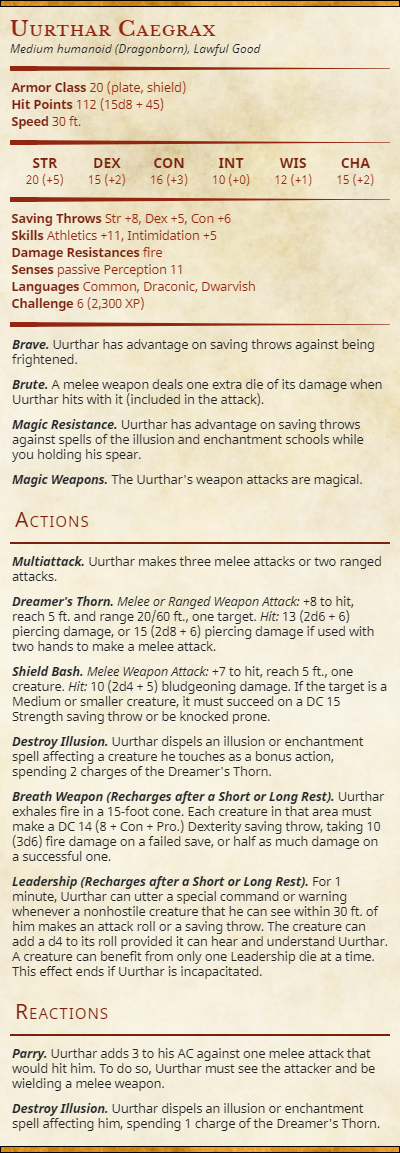 Uurthar Caegrax
Medium humanoid (Dragonborn), Lawful Good
Armor Class 20 (plate, shield)
Hit Points 112 (15d8 + 45)
Speed 30 ft.
STR DEX CON INT WIS CHA
20 (+5) 15 (+2) 16 (+3) 10 (+0) 12 (+1) 15 (+2)
Saving Throws Str +8, Dex +5, Con +6
Skills Athletics +11, Intimidation +5
Damage Resistances fire
Senses passive Perception 11
Languages Common, Draconic, Dwarvish
Challenge 6 (2,300 XP)
Brave. Uurthar has advantage on saving throws against being
frightened.
Brute. A melee weapon deals one extra die of its damage when
Uurthar hits with it (included in the attack).
Magic Resistance. Uurthar has advantage on saving throws
against spells of the illusion and enchantment schools while
you holding his spear.
Magic Weapons. The Uurthar's weapon attacks are magical.
Actions
Multiattack. Uurthar makes three melee attacks or two ranged
attacks.
Dreamer's Thorn. Melee or Ranged Weapon Attack: +8 to hit,
reach 5 ft. and range 20/60 ft., one target. Hit: 13 (2d6 + 6)
piercing damage, or 15 (2d8 + 6) piercing damage if used with
two hands to make a melee attack.
Shield Bash. Melee Weapon Attack: +7 to hit, reach 5 ft., one
creature. Hit: 10 (2d4 + 5) bludgeoning damage. If the target is a
Medium or smaller creature, it must succeed on a DC 15
Strength saving throw or be knocked prone.
Destroy Illusion. Uurthar dispels an illusion or enchantment
spell affecting a creature he touches as a bonus action,
spending 2 charges of the Dreamer's Thorn.
Breath Weapon (Recharges after a Short or Long Rest). Uurthar
exhales fire in a 15-foot cone. Each creature in that area must
make a DC 14 (8 + Con + Pro.) Dexterity saving throw, taking 10
(3d6) fire damage on a failed save, or half as much damage on
a successful one.
Leadership (Recharges after a Short or Long Rest). For 1
minute, Uurthar can utter a special command or warning
whenever a nonhostile creature that he can see within 30 ft. of
him makes an attack roll or a saving throw. The creature can
add a d4 to its roll provided it can hear and understand Uurthar.
A creature can benefit from only one Leadership die at a time.
This effect ends if Uurthar is incapacitated.
Reactions
Parry. Uurthar adds 3 to his AC against one melee attack that
would hit him. To do so, Uurthar must see the attacker and be
wielding a melee weapon.
Destroy Illusion. Uurthar dispels an illusion or enchantment
spell affecting him, spending 1 charge of the Dreamer's Thorn.